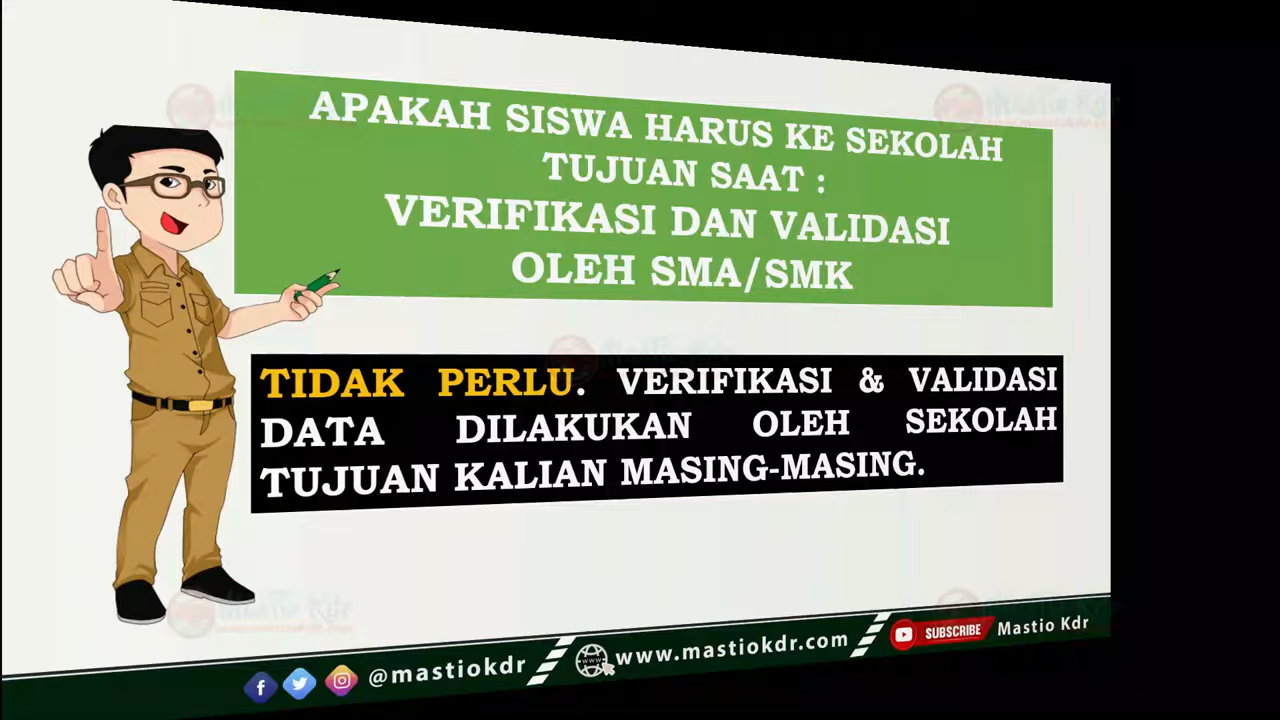 APAKAH SISWA HARUS KE SEKOLAH
TUJUAN SAAT :
VERIFIKASI DAN VALIDASI
OLEH SMA/SMK
TIDAK PERLU. VERIFIKASI & VALIDASI
DATA DILAKUKAN OLEH SEKOLAH
TUJUAN KALIAN MASING-MASING.
@mastiokdr
www.mastiokdr.com
SUBSCRIBE
Mastio Kdr